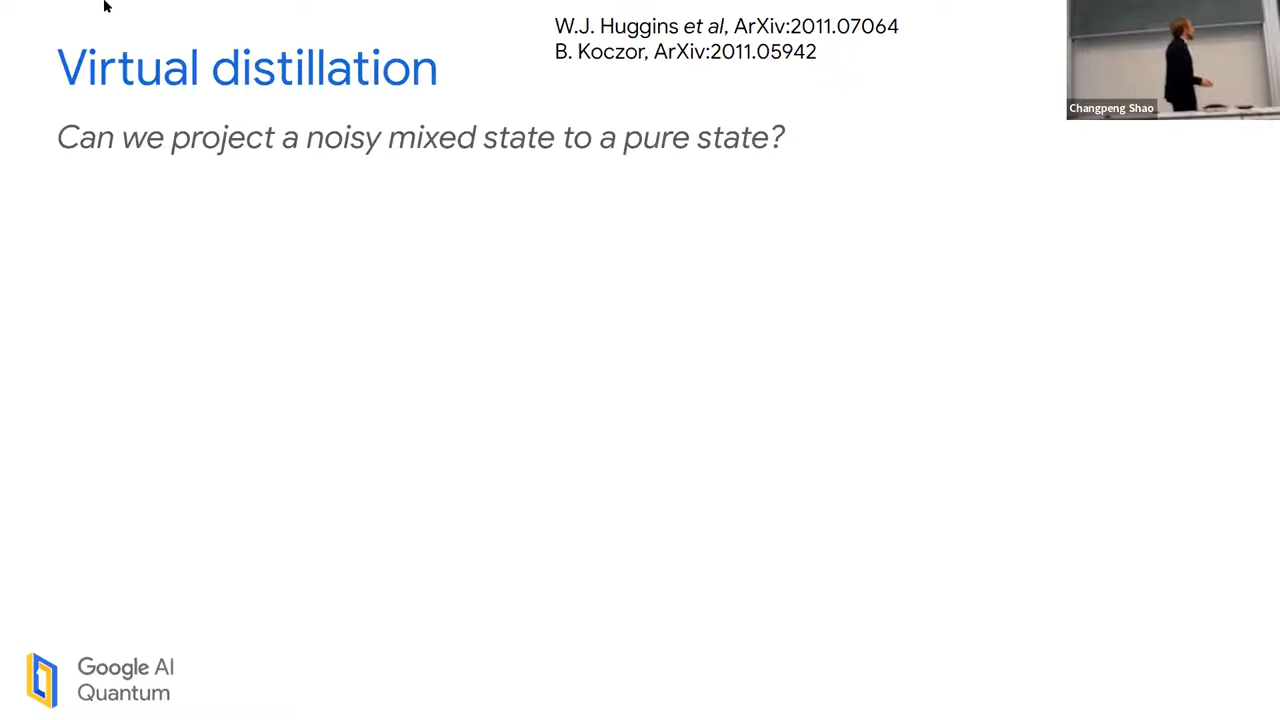 W.J. Huggins et al, ArXiv:2011.07064
B. Koczor, ArXiv:2011.05942
Virtual distillation
Can we project a noisy mixed state to a pure state?
Changpeng Shao
Google AI
Quantum